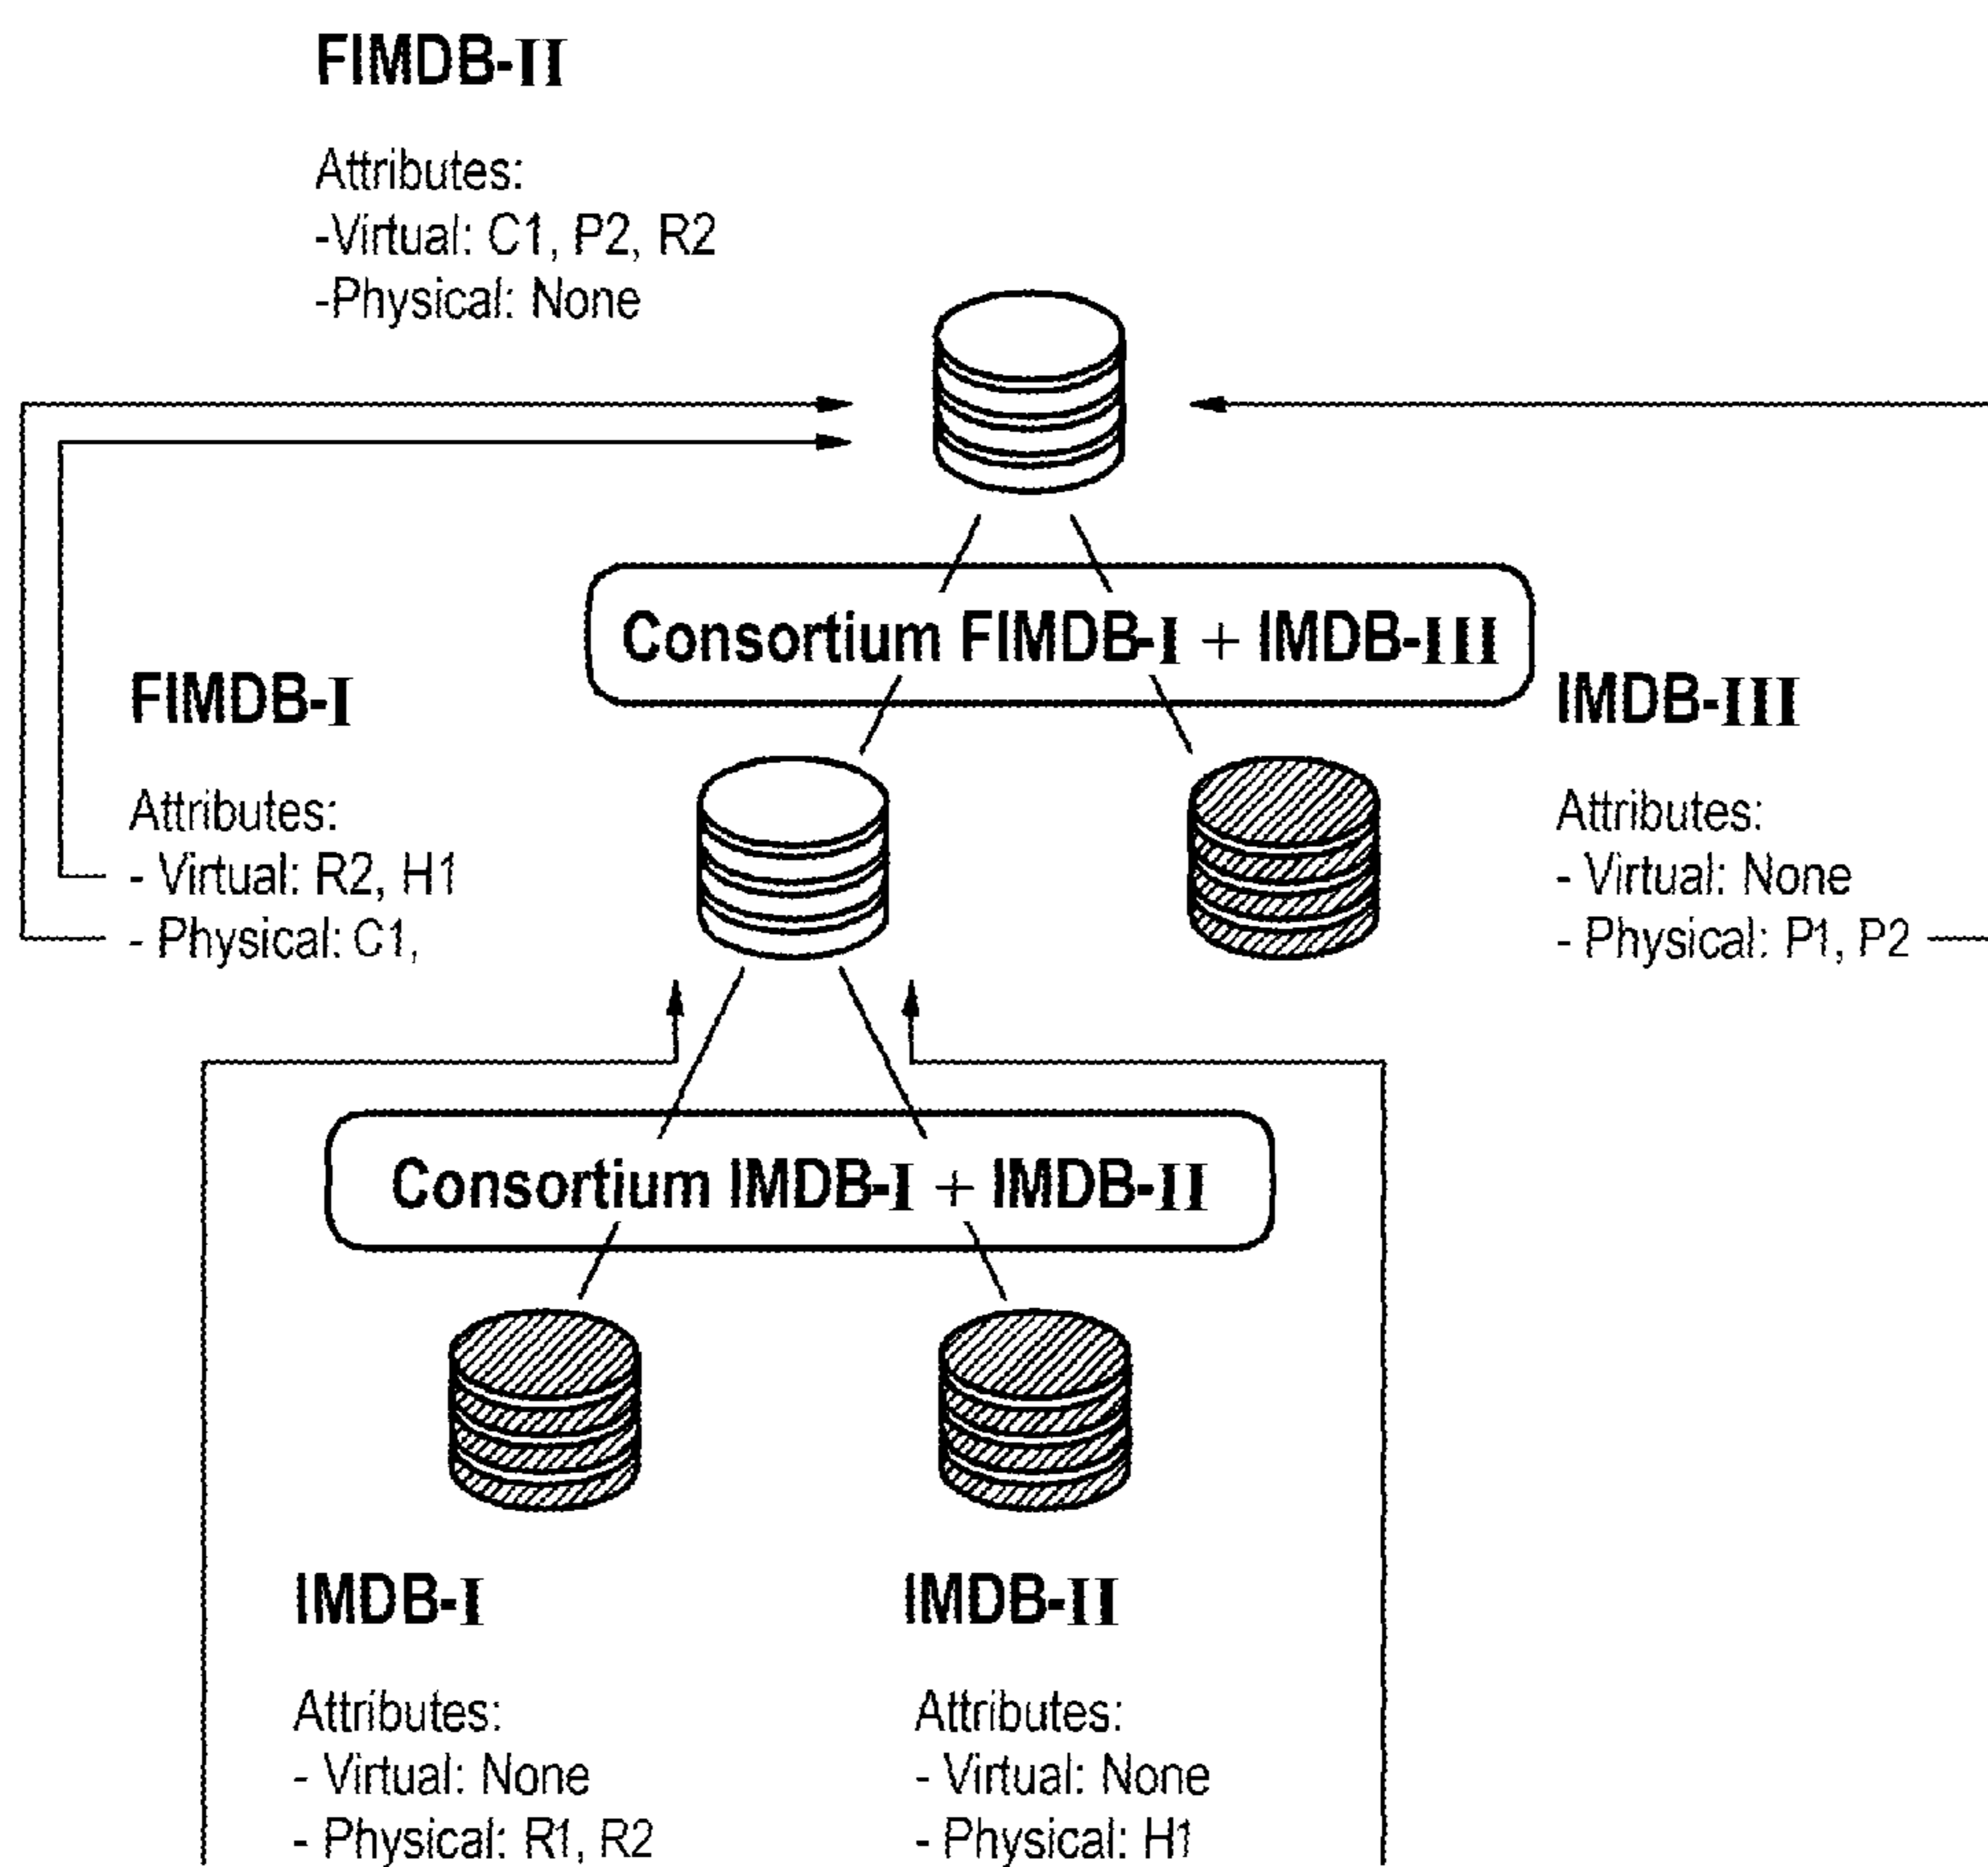 FIMDB-II
Attributes:
-Virtual: C1, P2, R2
-Physical: None
Consortium FIMDB-I + IMDB-III
FIMDB-I
Attributes:
- Virtual: R2, H1
- Physical: C1,
IMDB-III
Attributes:
- Virtual: None
- Physical: P1, P2
Consortium IMDB-I + IMDB-II
IMDB-I
Attributes:
- Virtual: None
- Physical: R1, R2
IMDB-II
Attributes:
- Virtual: None
- Physical: H1